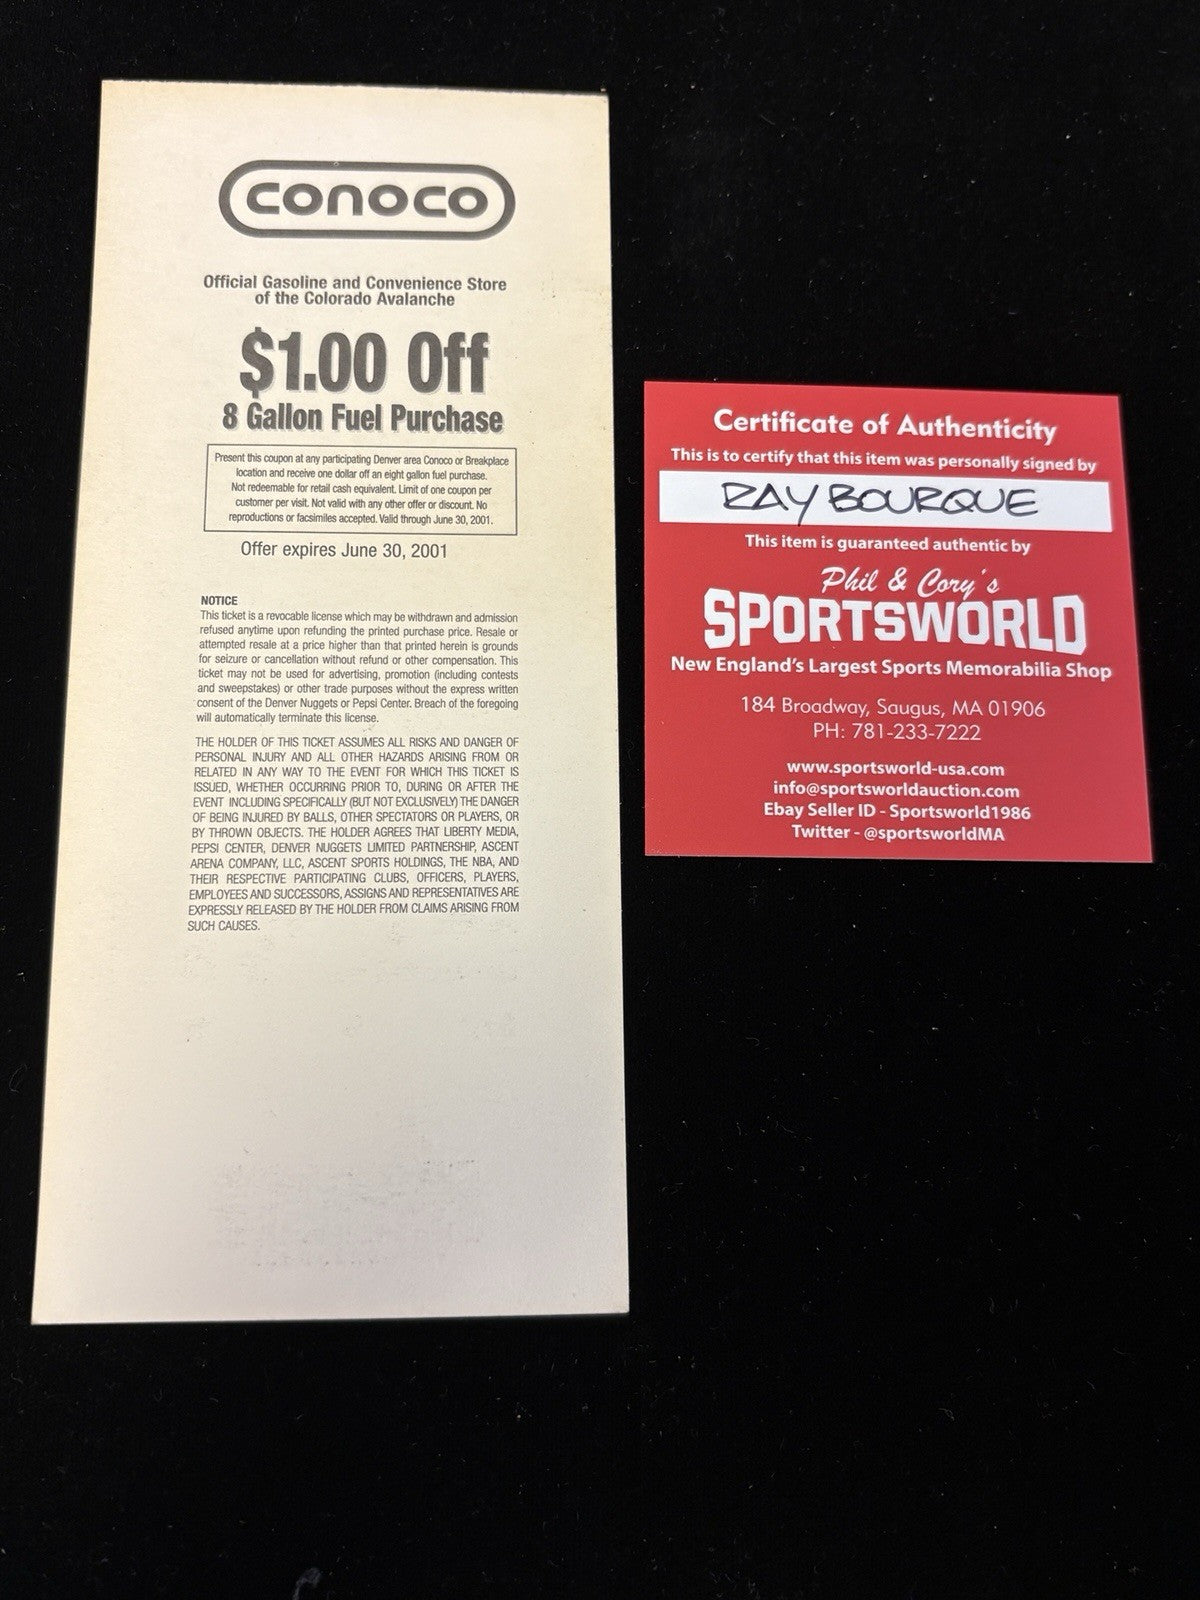 CONOCO
Official Gasoline and Convenience Store
of the Colorado Avalanche
$1.00 Off
8 Gallon Fuel Purchase
Present this coupon at any participating Denver area Conoco or Breakplace
location and receive one dollar off an eight gallon fuel purchase.
Not redeemable for retail cash equivalent. Limit of one coupon per
customer per visit. Not valid with any other offer or discount. No
reproductions or facsimiles accepted. Valid through June 30, 2001.
Offer expires June 30, 2001
NOTICE
This ticket is a revocable license which may be withdrawn and admission
refused anytime upon refunding the printed purchase price. Resale or
attempted resale at a price higher than that printed herein is grounds
for seizure or cancellation without refund or other compensation. This
ticket may not be used for advertising, promotion (including contests
and sweepstakes) or other trade purposes without the express written
consent of the Denver Nuggets or Pepsi Center. Breach of the foregoing
will automatically terminate this license.
THE HOLDER OF THIS TICKET ASSUMES ALL RISKS AND DANGER OF
PERSONAL INJURY AND ALL OTHER HAZARDS ARISING FROM OR
RELATED IN ANY WAY TO THE EVENT FOR WHICH THIS TICKET IS
ISSUED, WHETHER OCCURRING PRIOR TO, DURING OR AFTER THE
EVENT INCLUDING SPECIFICALLY (BUT NOT EXCLUSIVELY) THE DANGER
OF BEING INJURED BY BALLS, OTHER SPECTATORS OR PLAYERS, OR
BY THROWN OBJECTS. THE HOLDER AGREES THAT LIBERTY MEDIA,
PEPSI CENTER, DENVER NUGGETS LIMITED PARTNERSHIP, ASCENT
ARENA COMPANY, LLC, ASCENT SPORTS HOLDINGS, THE NBA, AND
THEIR RESPECTIVE PARTICIPATING CLUBS, OFFICERS, PLAYERS,
EMPLOYEES AND SUCCESSORS, ASSIGNS AND REPRESENTATIVES ARE
EXPRESSLY RELEASED BY THE HOLDER FROM CLAIMS ARISING FROM
SUCH CAUSES.
Certificate of Authenticity
This is to certify that this item was personally signed by
RAY BOURQUE
This item is guaranteed authentic by
Phil & Cory's
SPORTSWORLD
New England's Largest Sports Memorabilia Shop
184 Broadway, Saugus, MA 01906
PH: 781-233-7222
www.sportsworld-usa.com
info@sportsworldauction.com
Ebay Seller ID - Sportsworld1986
Twitter - @sportsworldMA